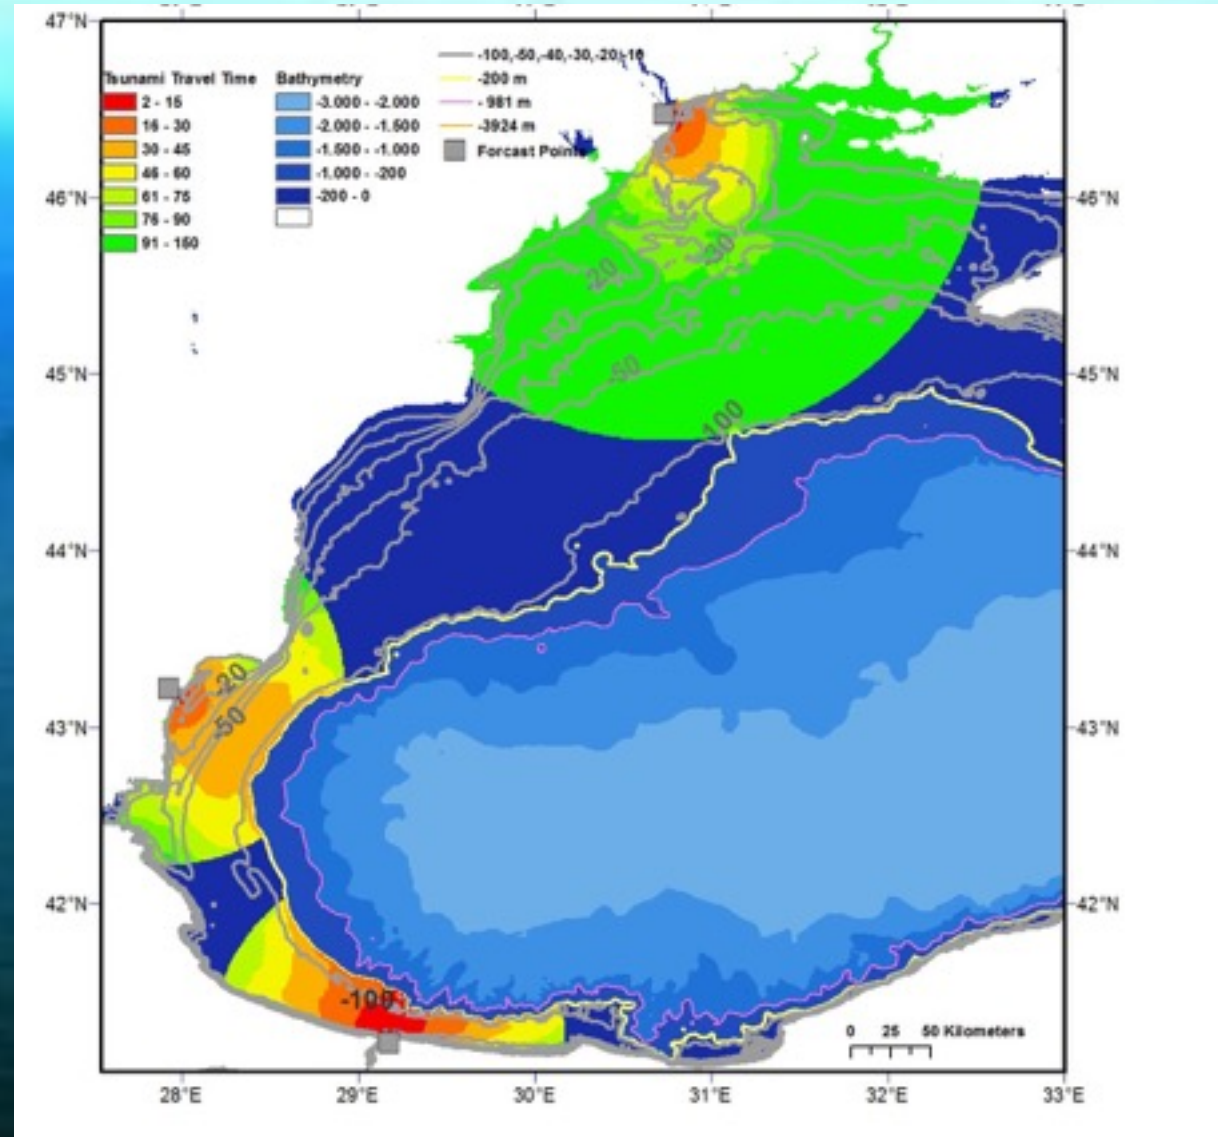 47°N
Tsunami Travel Time
2 - 15
16 - 30
30 - 45
46 - 60
61 - 75
76 - 90
91 - 150
Bathymetry
-3.000 - -2.000
-2.000 - -1.500
-1.500 - -1.000
-1.000 - -200
-200 - 0
-100,-50,-40,-30,-20,-10
-200 m
- 981 m
-3924 m
Forcast Points
46°N
46°N
-20
-30
45°N
45°N
-50
-100
44°N
44°N
-20
-50
43°N
43°N
42°N
42°N
-100
0 25 50 Kilometers
28°E 29°E 30°E 31°E 32°E 33°E